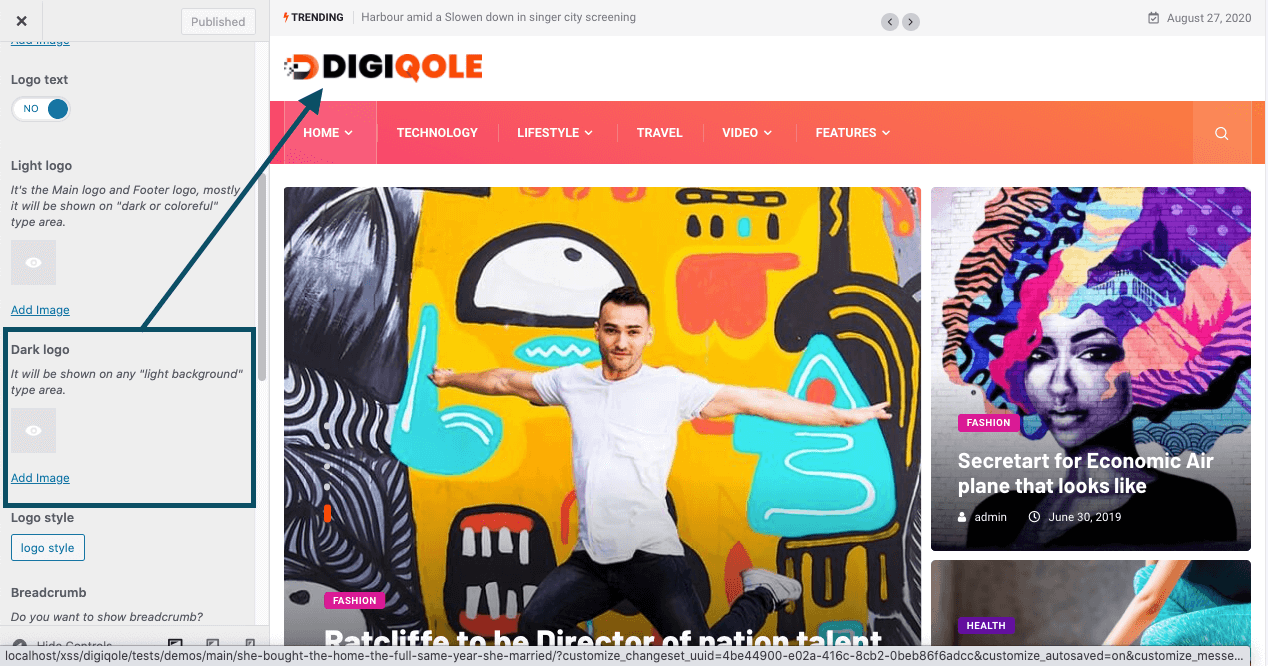 Published
Add Image
Logo text
NO
Light logo
It's the Main logo and Footer logo, mostly
it will be shown on "dark or coloreful"
type area.
Add Image
Dark logo
It will be shown on any "light background"
type area.
Add Image
Logo style
logo style
Breadcrumb
Do you want to show breadcrumb?
Hide Controls
TRENDING
Harbour amid a Slowen down in singer city screening
August 27, 2020
DIGIQOLE
HOME TECHNOLOGY LIFESTYLE TRAVEL VIDEO FEATURES
FASHION
Ratcliffe to be Director of nation talent
FASHION
Secretart for Economic Air
plane that looks like
admin June 30, 2019
HEALTH
localhost/xss/digiqole/tests/demos/main/she-bought-the-home-the-full-same-year-she-married/?customize_changeset_uuid=4be44900-e02a-416c-8cb2-0beb86f6adcc&customize_autosaved=on&customize_messe...